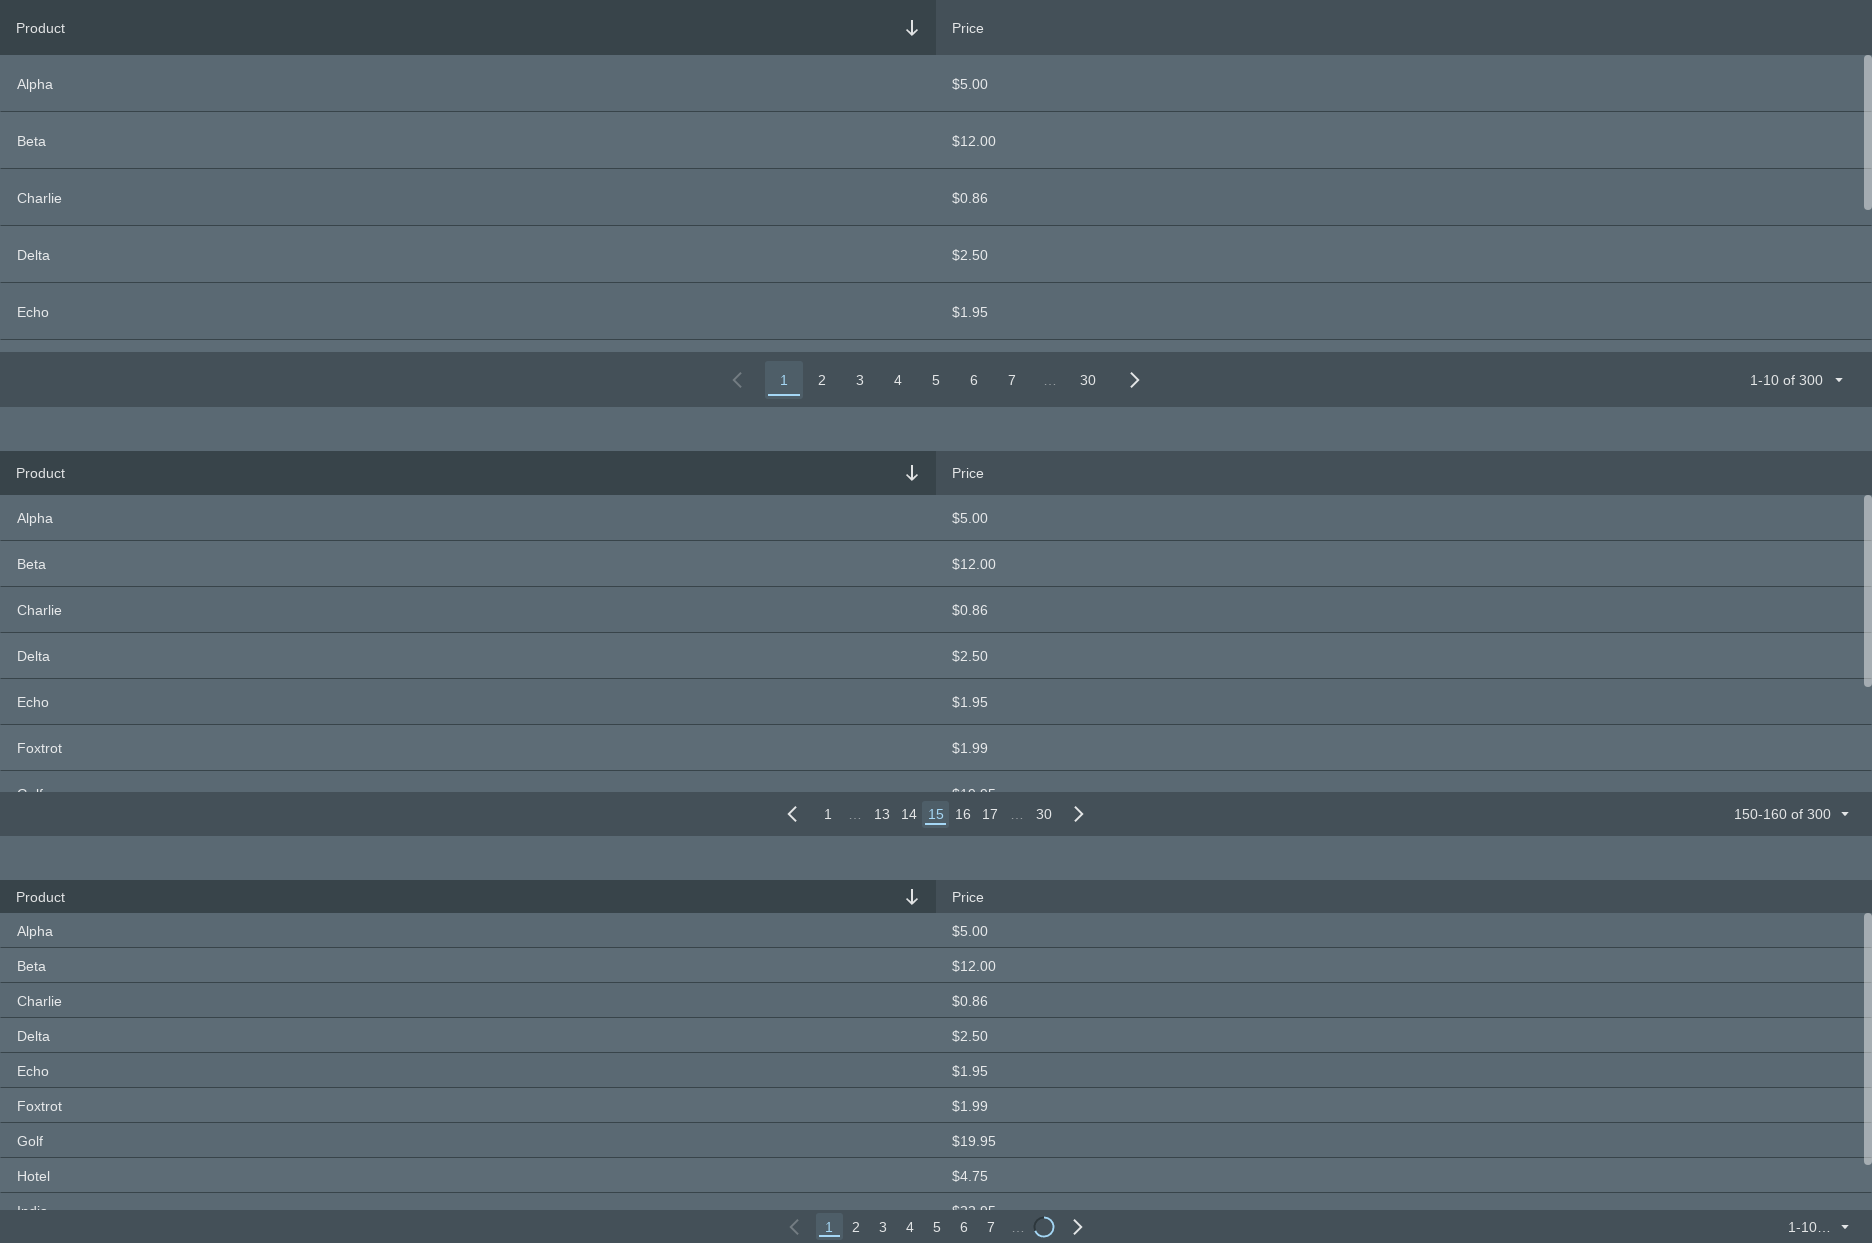 Product Price
Alpha $5.00
Beta $12.00
Charlie $0.86
Delta $2.50
Echo $1.95
1 2 3 4 5 6 7 … 30 1-10 of 300
Product Price
Alpha $5.00
Beta $12.00
Charlie $0.86
Delta $2.50
Echo $1.95
Foxtrot $1.99
1 … 13 14 15 16 17 … 30 150-160 of 300
Product Price
Alpha $5.00
Beta $12.00
Charlie $0.86
Delta $2.50
Echo $1.95
Foxtrot $1.99
Golf $19.95
Hotel $4.75
1 2 3 4 5 6 7 … 1-10…